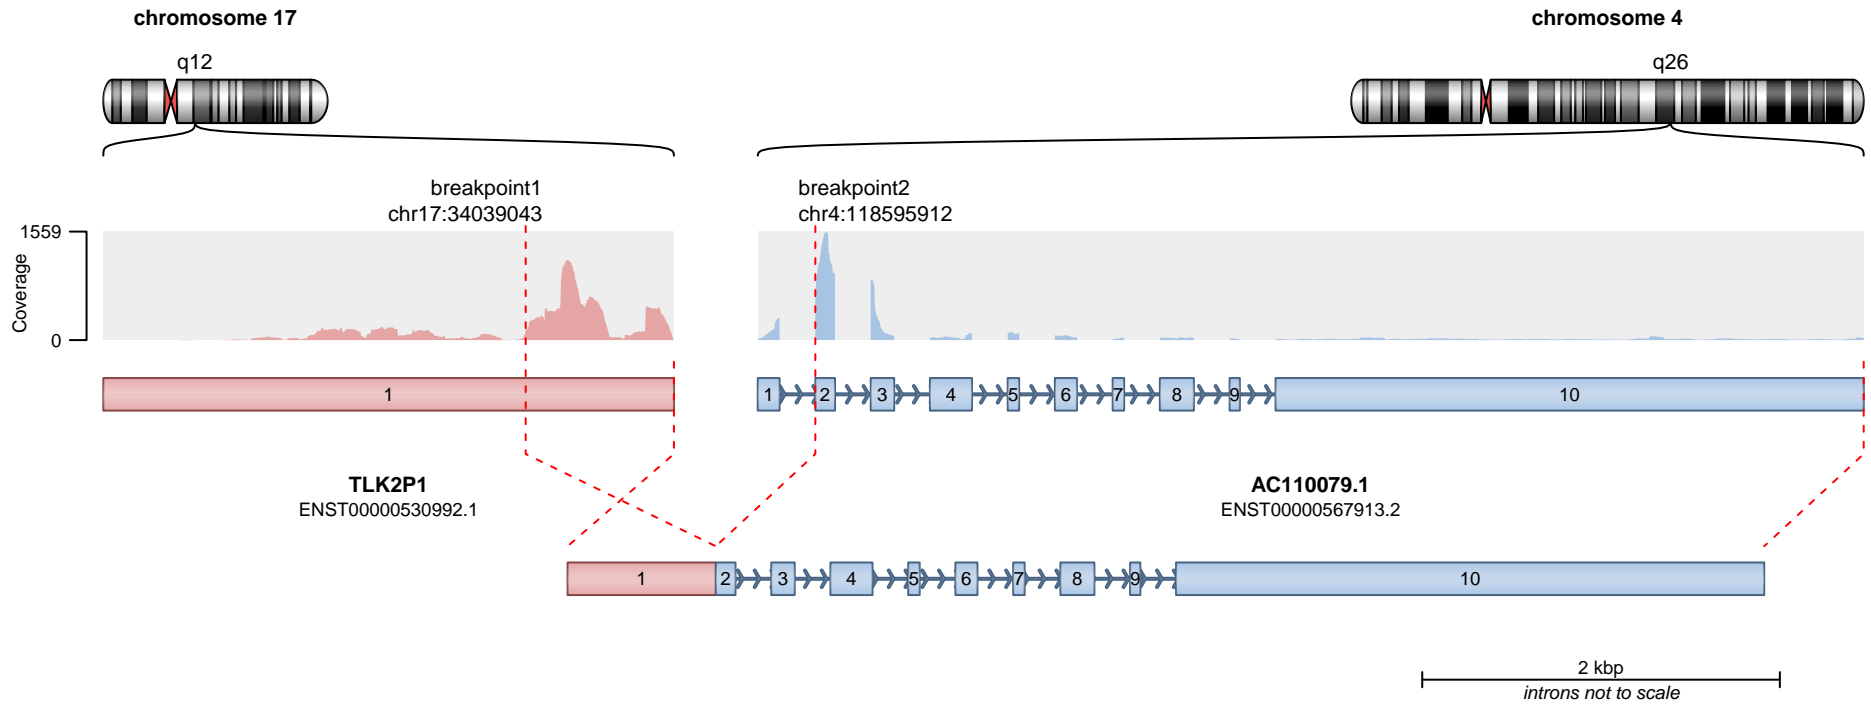 chromosome 17
chromosome 4
q12
q26
breakpoint1
chr17:34039043
breakpoint2
chr4:118595912
1559
Coverage
0
1
1 2 3 4 5 6 7 8 9 10
TLK2P1
ENST00000530992.1
AC110079.1
ENST00000567913.2
1 2 3 4 5 6 7 8 9 10
2 kbp
introns not to scale